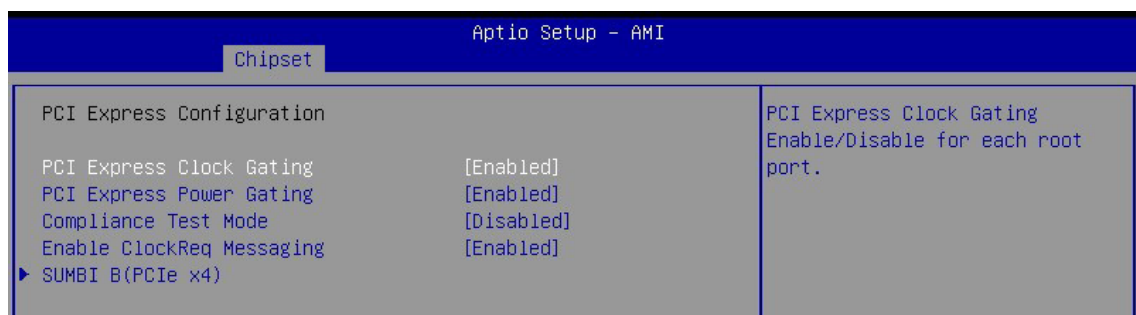 Aptio Setup – AMI
Chipset
PCI Express Configuration
PCI Express Clock Gating [Enabled]
PCI Express Power Gating [Enabled]
Compliance Test Mode [Disabled]
Enable ClockReq Messaging [Enabled]
SUMBI B(PCIe x4)
PCI Express Clock Gating
Enable/Disable for each root
port.